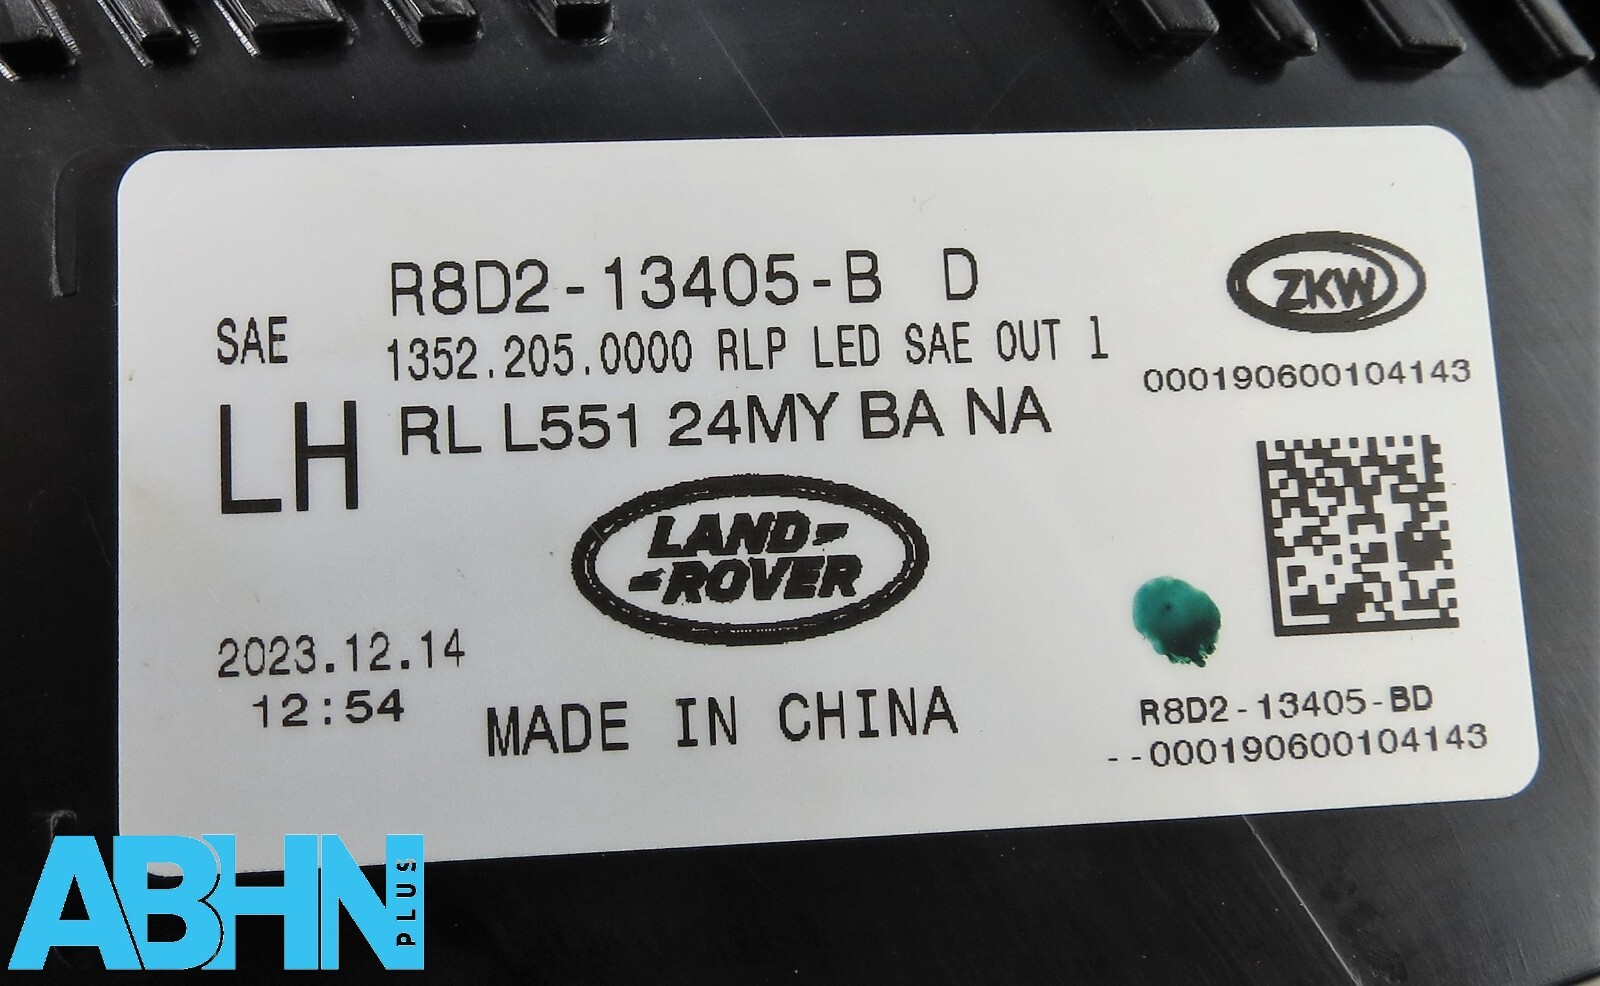 R8D2-13405-B D
SAE
1352.205.0000 RLP LED SAE OUT 1
LH
RL L551 24MY BA NA
ZKW
000190600104143
LAND-
-ROVER
2023.12.14
12:54
MADE IN CHINA
R8D2-13405-BD
--000190600104143
ABHN
PLUS